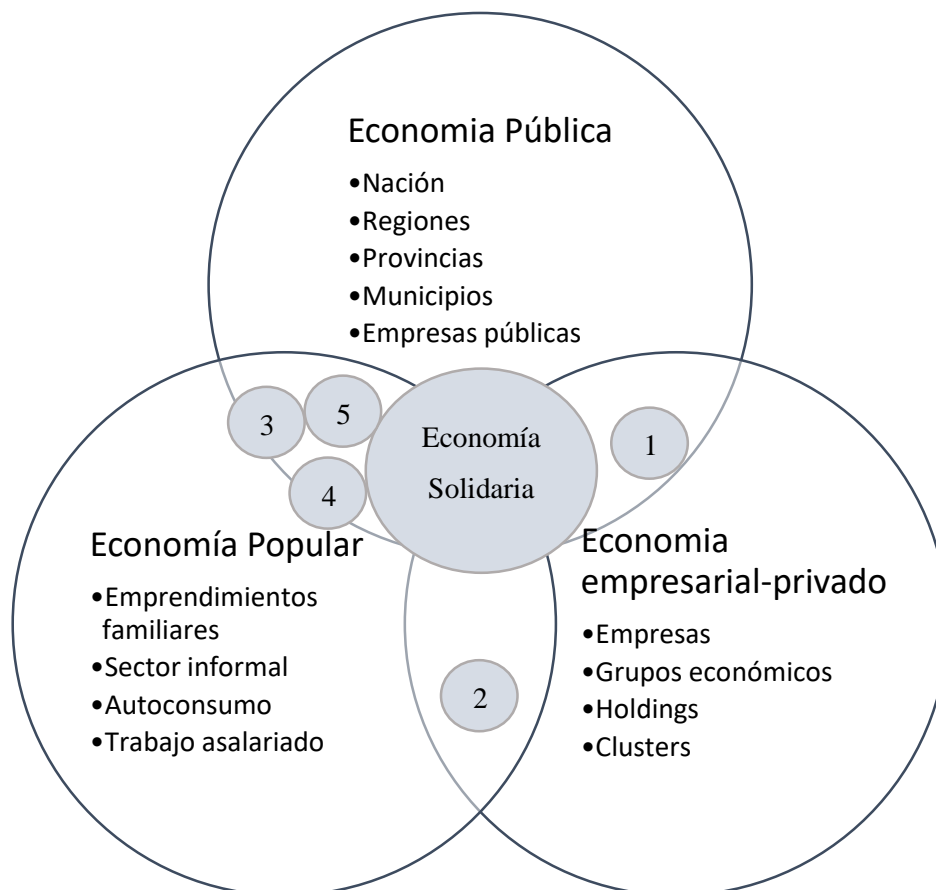 Economia Pública
•Nación
•Regiones
•Provincias
•Municipios
•Empresas públicas
3
5
4
Economía
Solidaria
1
Economía Popular
•Emprendimientos
familiares
•Sector informal
•Autoconsumo
•Trabajo asalariado
2
Economia
empresarial-privado
•Empresas
•Grupos económicos
•Holdings
•Clusters